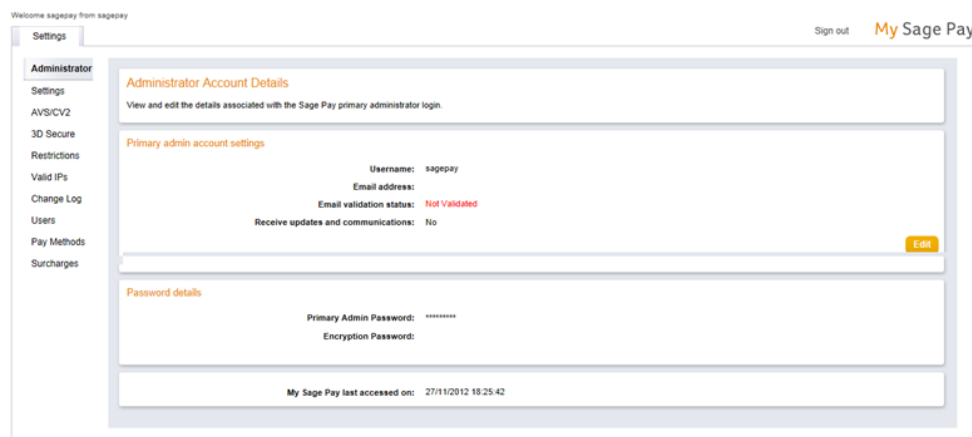 Welcome sagepay from sagepay
Settings
Sign out
My Sage Pay
Administrator
Settings
AVS/CV2
3D Secure
Restrictions
Valid IPs
Change Log
Users
Pay Methods
Surcharges
Administrator Account Details
View and edit the details associated with the Sage Pay primary administrator login.
Primary admin account settings
Username: sagepay
Email address:
Email validation status: Not Validated
Receive updates and communications: No
Edit
Password details
Primary Admin Password: *********
Encryption Password:
My Sage Pay last accessed on: 27/11/2012 18:25:42